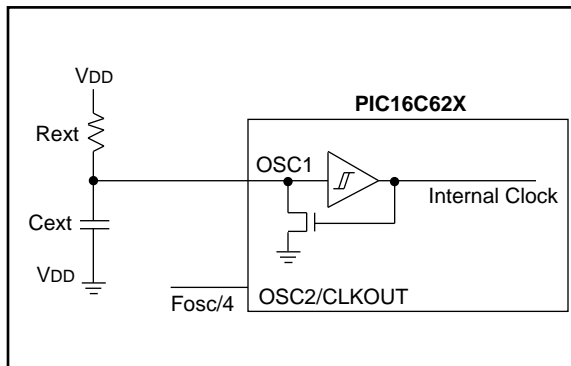 VDD
PIC16C62X
Rext
OSC1
Internal Clock
Cext
VDD
Fosc/4
OSC2/CLKOUT